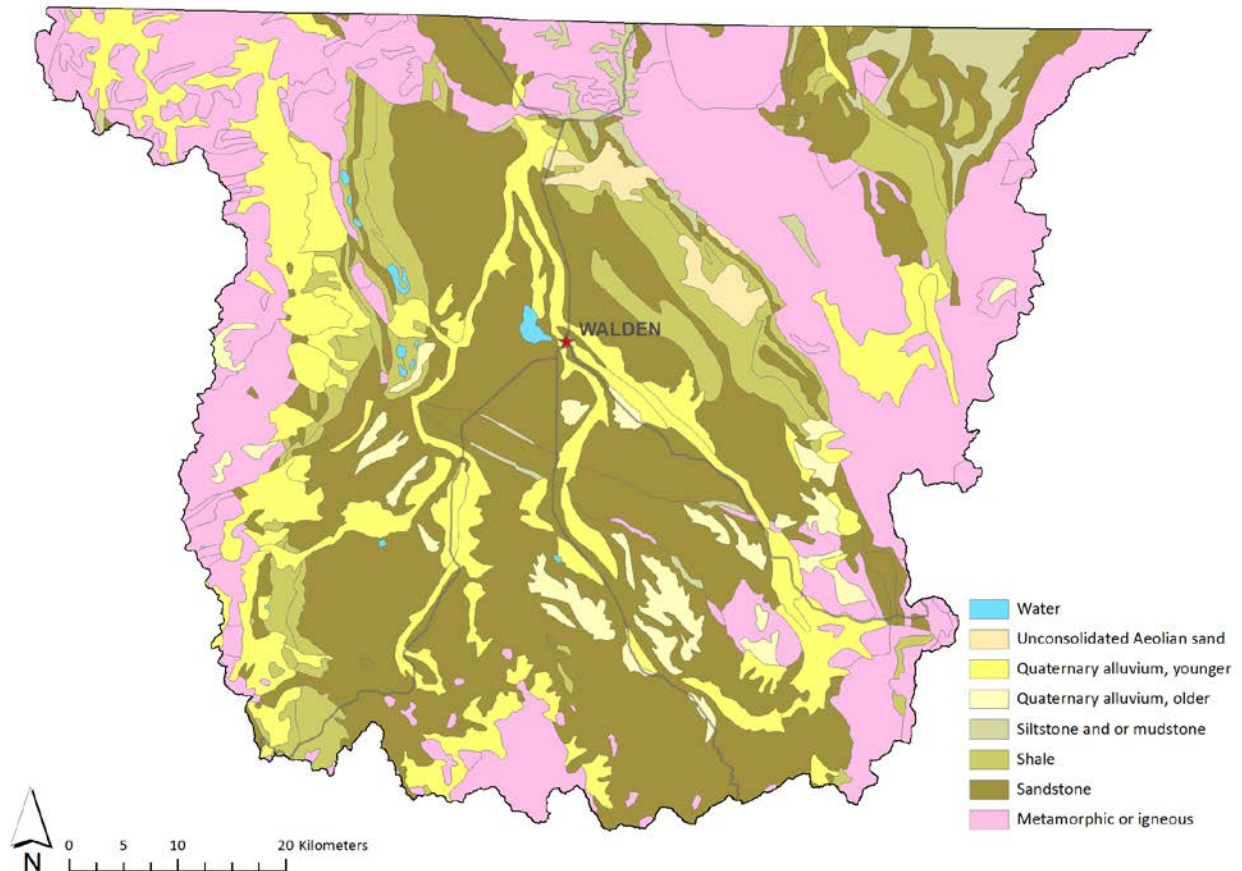 WALDEN
Water
Unconsolidated Aeolian sand
Quaternary alluvium, younger
Quaternary alluvium, older
Siltstone and or mudstone
Shale
Sandstone
Metamorphic or igneous
N
0 5 10 20 Kilometers